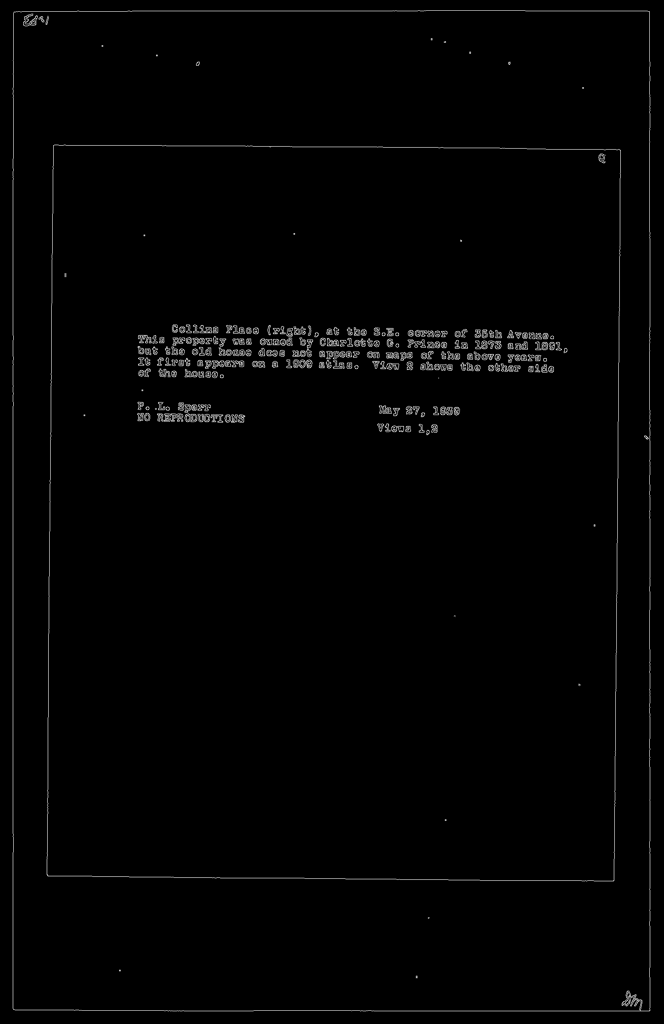 Collins Place (right), at the S.E. corner of 35th Avenue.
This property was owned by Charlotte G. Prince in 1873 and 1891,
but the old house does not appear on maps of the above years.
It first appears on a 1909 atlas. View 2 shows the other side
of the house.
P. L. Sperr
May 27, 1939
NO REPRODUCTIONS
Views 1,2